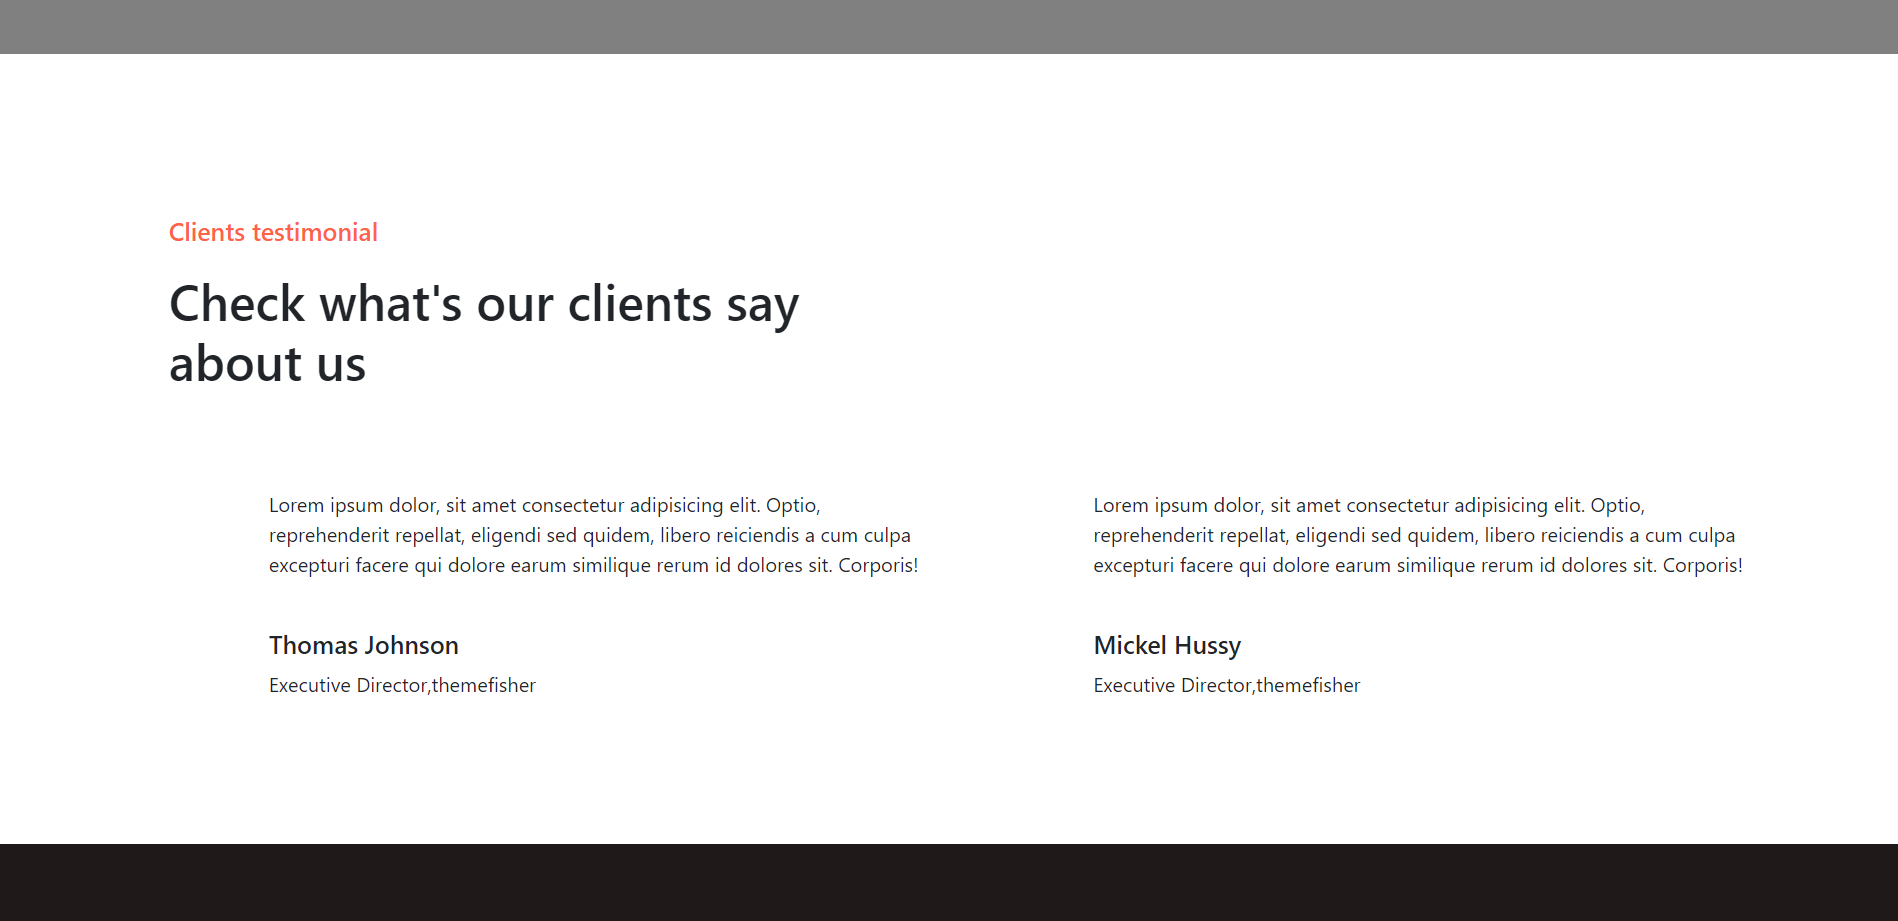 Clients testimonial
Check what's our clients say
about us
Lorem ipsum dolor, sit amet consectetur adipisicing elit. Optio,
reprehenderit repellat, eligendi sed quidem, libero reiciendis a cum culpa
excepturi facere qui dolore earum similique rerum id dolores sit. Corporis!
Thomas Johnson
Executive Director,themefisher
Lorem ipsum dolor, sit amet consectetur adipisicing elit. Optio,
reprehenderit repellat, eligendi sed quidem, libero reiciendis a cum culpa
excepturi facere qui dolore earum similique rerum id dolores sit. Corporis!
Mickel Hussy
Executive Director,themefisher